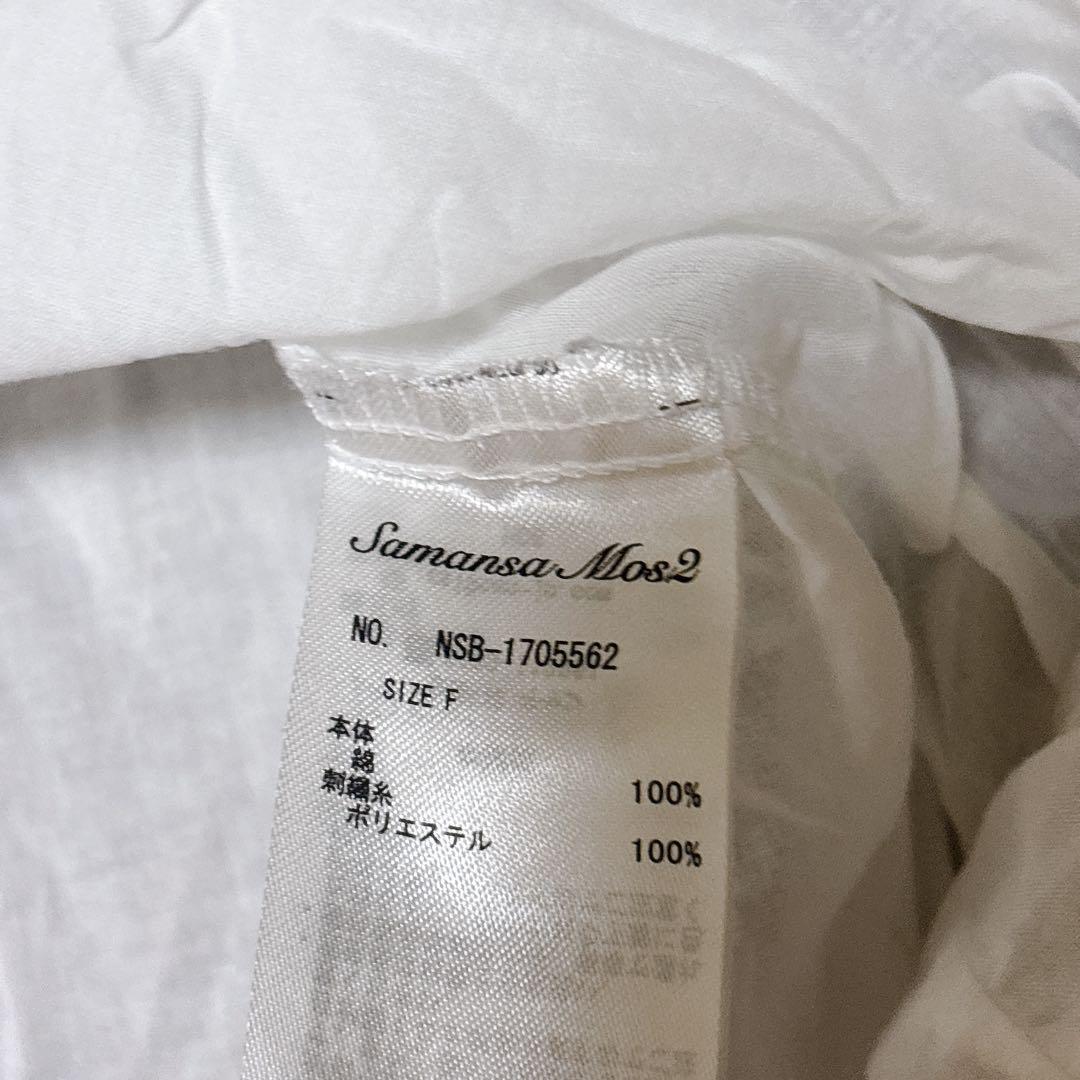 Samansa Mos2
NO. NSB-1705562
SIZE F
本体
綿 100%
刺繍糸
ポリエステル 100%